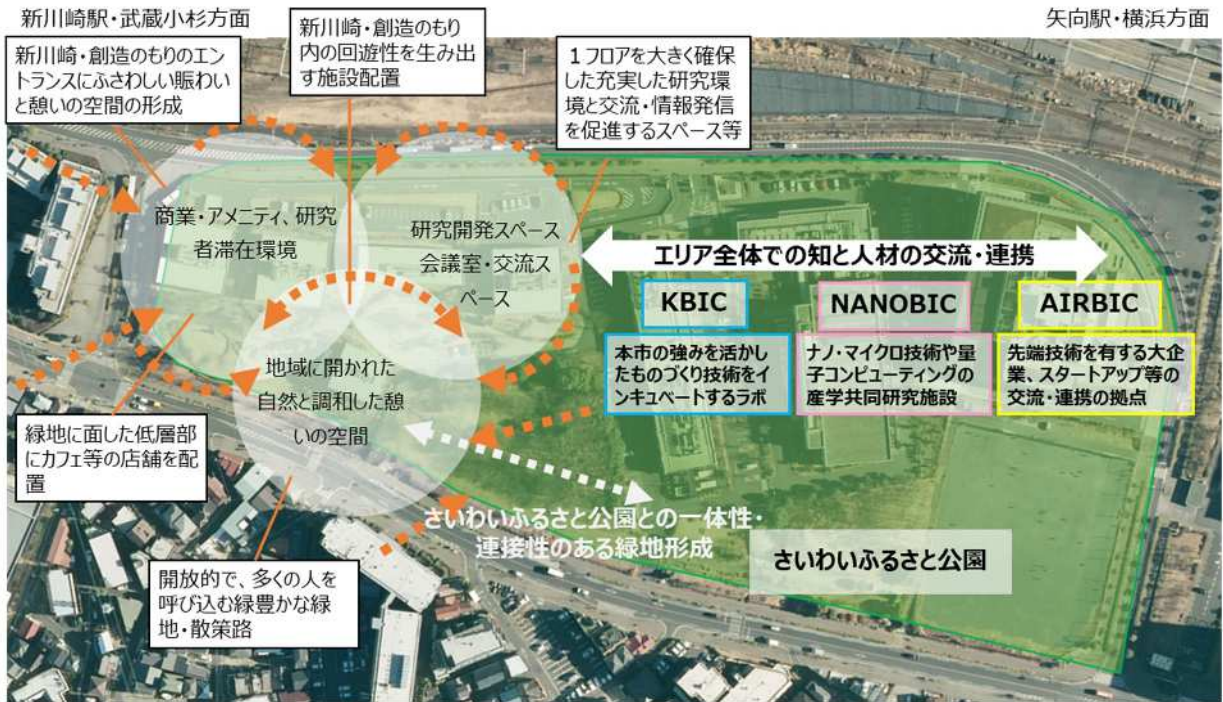 新川崎駅・武蔵小杉方面
矢向駅・横浜方面
新川崎・創造のもりのエン
トランスにふさわしい賑わい
と憩いの空間の形成
新川崎・創造のもり
内の回遊性を生み出
す施設配置
1フロアを大きく確保
した充実した研究環
境と交流・情報発信
を促進するスペース等
商業・アメニティ、研究
者滞在環境
研究開発スペース
会議室・交流ス
ペース
エリア全体での知と人材の交流・連携
KBIC
本市の強みを活かし
たものづくり技術をイ
ンキュベートするラボ
NANOBIC
ナノ・マイクロ技術や量
子コンピューティングの
産学共同研究施設
AIRBIC
先端技術を有する大企
業、スタートアップ等の
交流・連携の拠点
地域に開かれた
自然と調和した憩
いの空間
緑地に面した低層部
にカフェ等の店舗を配
置
さいわいふるさと公園との一体性・
連接性のある緑地形成
さいわいふるさと公園
開放的で、多くの人を
呼び込む緑豊かな緑
地・散策路